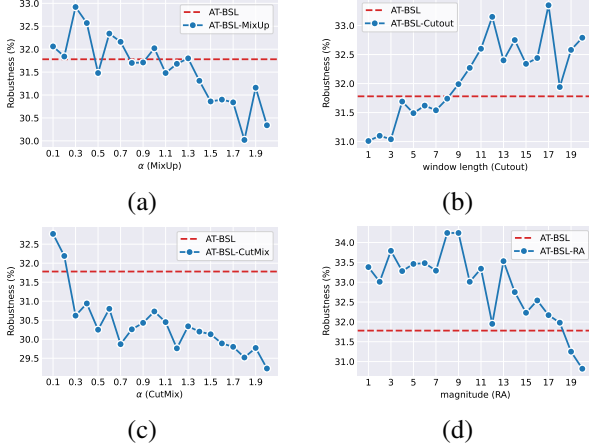 33.0
32.5
32.0
31.5
31.0
30.5
30.0
Robustness (%)
AT-BSL
AT-BSL-MixUp
0.1 0.3 0.5 0.7 0.9 1.1 1.3 1.5 1.7 1.9
α (MixUp)
(a)
33.0
32.5
32.0
31.5
31.0
Robustness (%)
AT-BSL
AT-BSL-Cutout
1 3 5 7 9 11 13 15 17 19
window length (Cutout)
(b)
32.5
32.0
31.5
31.0
30.5
30.0
29.5
Robustness (%)
AT-BSL
AT-BSL-CutMix
0.1 0.3 0.5 0.7 0.9 1.1 1.3 1.5 1.7 1.9
α (CutMix)
(c)
34.0
33.5
33.0
32.5
32.0
31.5
31.0
Robustness (%)
AT-BSL
AT-BSL-RA
1 3 5 7 9 11 13 15 17 19
magnitude (RA)
(d)